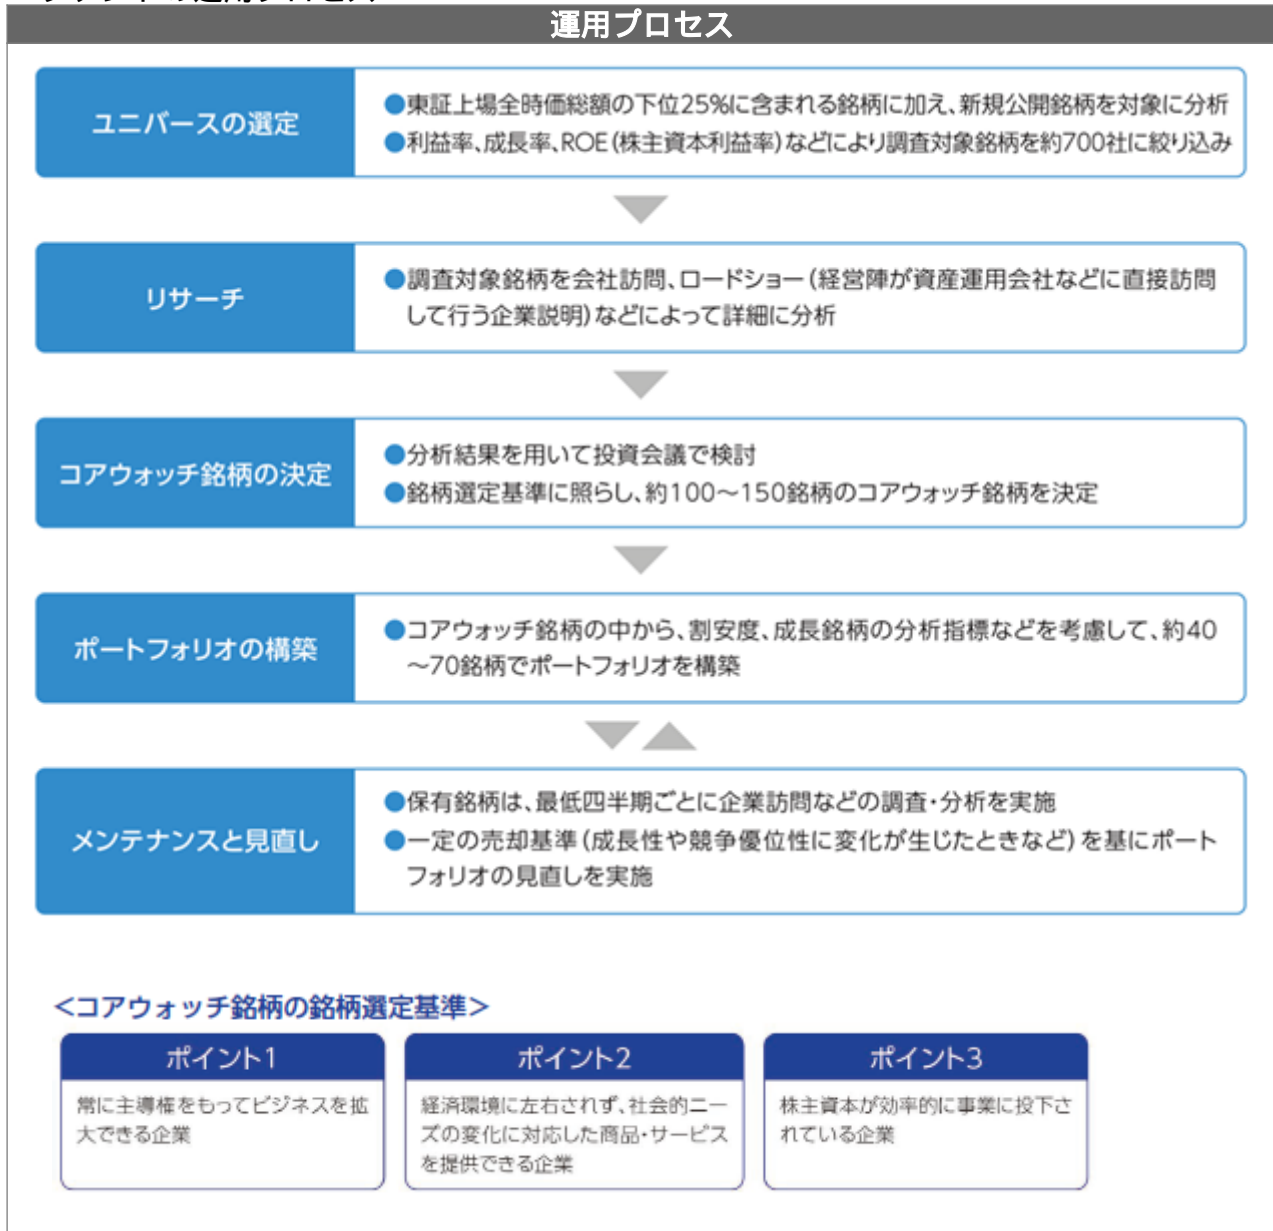 運用プロセス
ユニバースの選定
●東証上場全時価総額の下位25%に含まれる銘柄に加え、新規公開銘柄を対象に分析
●利益率、成長率、ROE(株主資本利益率)などにより調査対象銘柄を約700社に絞り込み
リサーチ
●調査対象銘柄を会社訪問、ロードショー(経営陣が資産運用会社などに直接訪問
して行う企業説明)などによって詳細に分析
コアウォッチ銘柄の決定
●分析結果を用いて投資会議で検討
●銘柄選定基準に照らし、約100〜150銘柄のコアウォッチ銘柄を決定
ポートフォリオの構築
●コアウォッチ銘柄の中から、割安度、成長銘柄の分析指標などを考慮して、約40
〜70銘柄でポートフォリオを構築
メンテナンスと見直し
●保有銘柄は、最低四半期ごとに企業訪問などの調査・分析を実施
●一定の売却基準(成長性や競争優位性に変化が生じたときなど)を基にポート
フォリオの見直しを実施
<コアウォッチ銘柄の銘柄選定基準>
ポイント1
常に主導権をもってビジネスを拡
大できる企業
ポイント2
経済環境に左右されず、社会的ニー
ズの変化に対応した商品・サービス
を提供できる企業
ポイント3
株主資本が効率的に事業に投下さ
れている企業